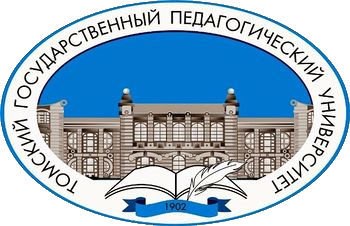 ТОМСКИЙ ГОСУДАРСТВЕННЫЙ ПЕДАГОГИЧЕСКИЙ УНИВЕРСИТЕТ
1902